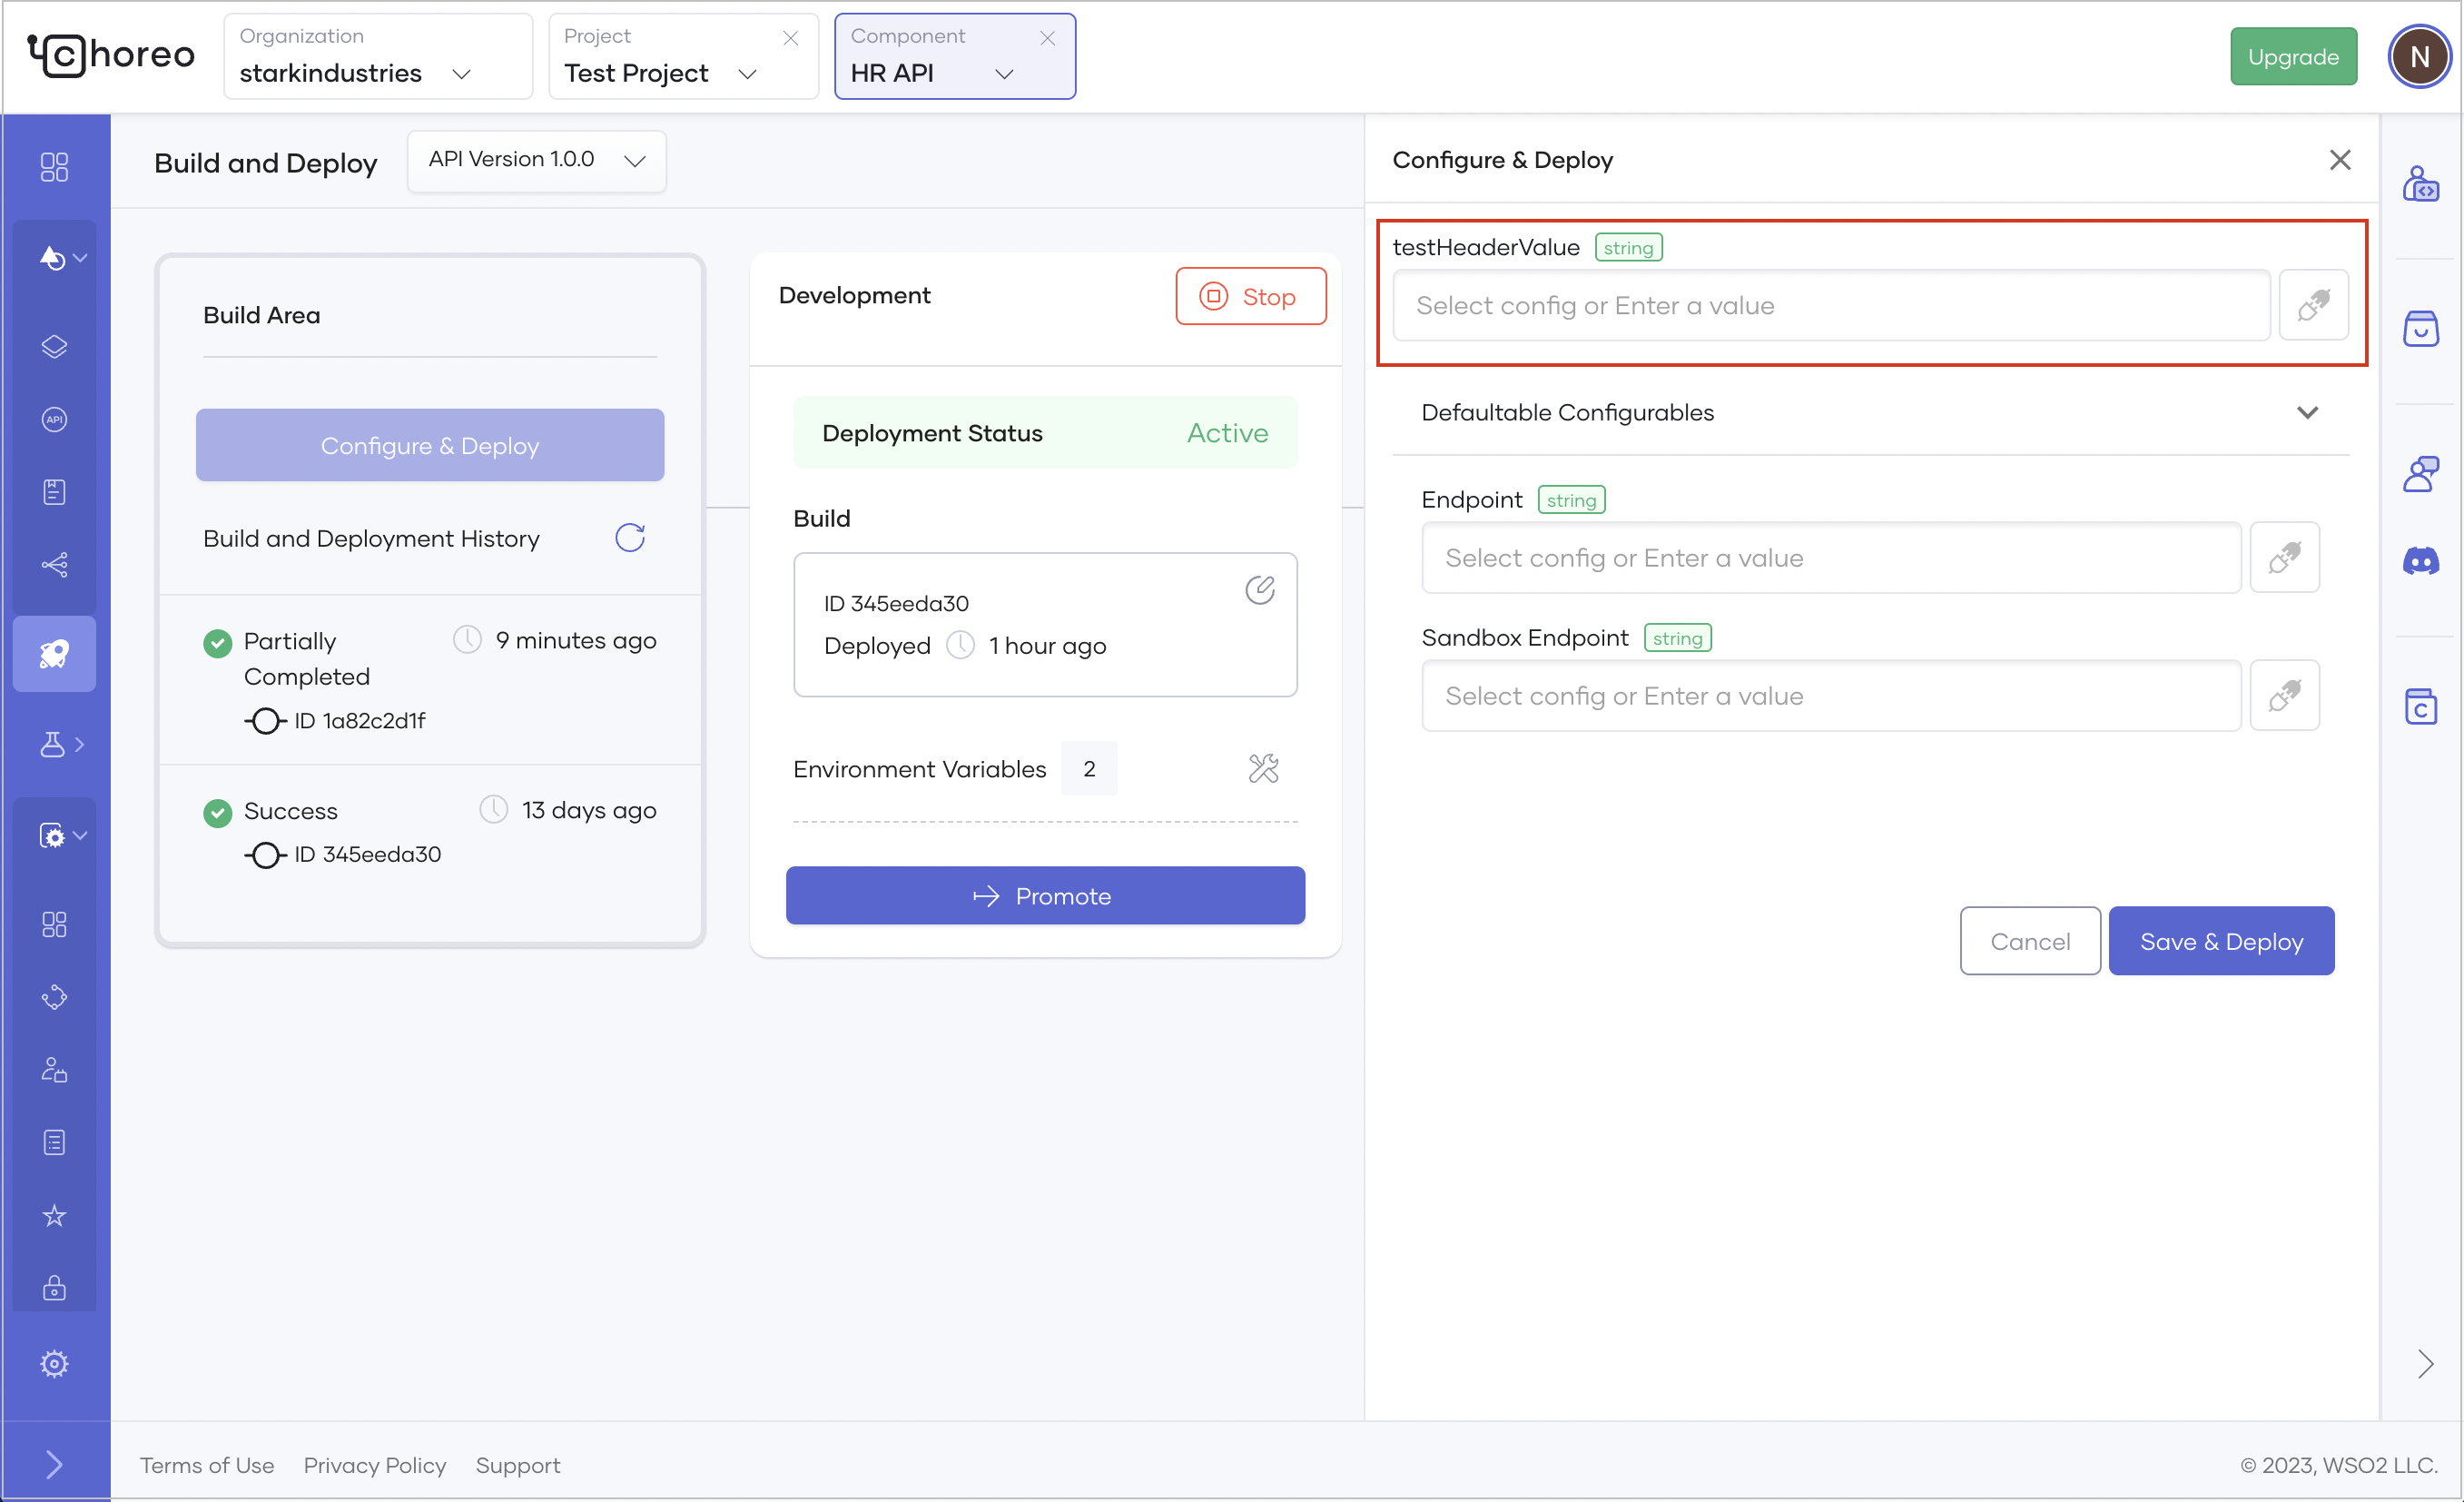 Choreo
Organization
starkindustries
Project
Test Project
Component
HR API
Upgrade
N
Build and Deploy
API Version 1.0.0
Build Area
Configure & Deploy
Build and Deployment History
Partially
Completed
9 minutes ago
ID 1a82c2d1f
Success
13 days ago
ID 345eeda30
Development
Stop
Deployment Status
Active
Build
ID 345eeda30
Deployed
1 hour ago
Environment Variables
2
Promote
Configure & Deploy
testHeaderValue
string
Select config or Enter a value
Defaultable Configurables
Endpoint
string
Select config or Enter a value
Sandbox Endpoint
string
Select config or Enter a value
Cancel
Save & Deploy
API
C
Terms of Use
Privacy Policy
Support
© 2023, WSO2 LLC.